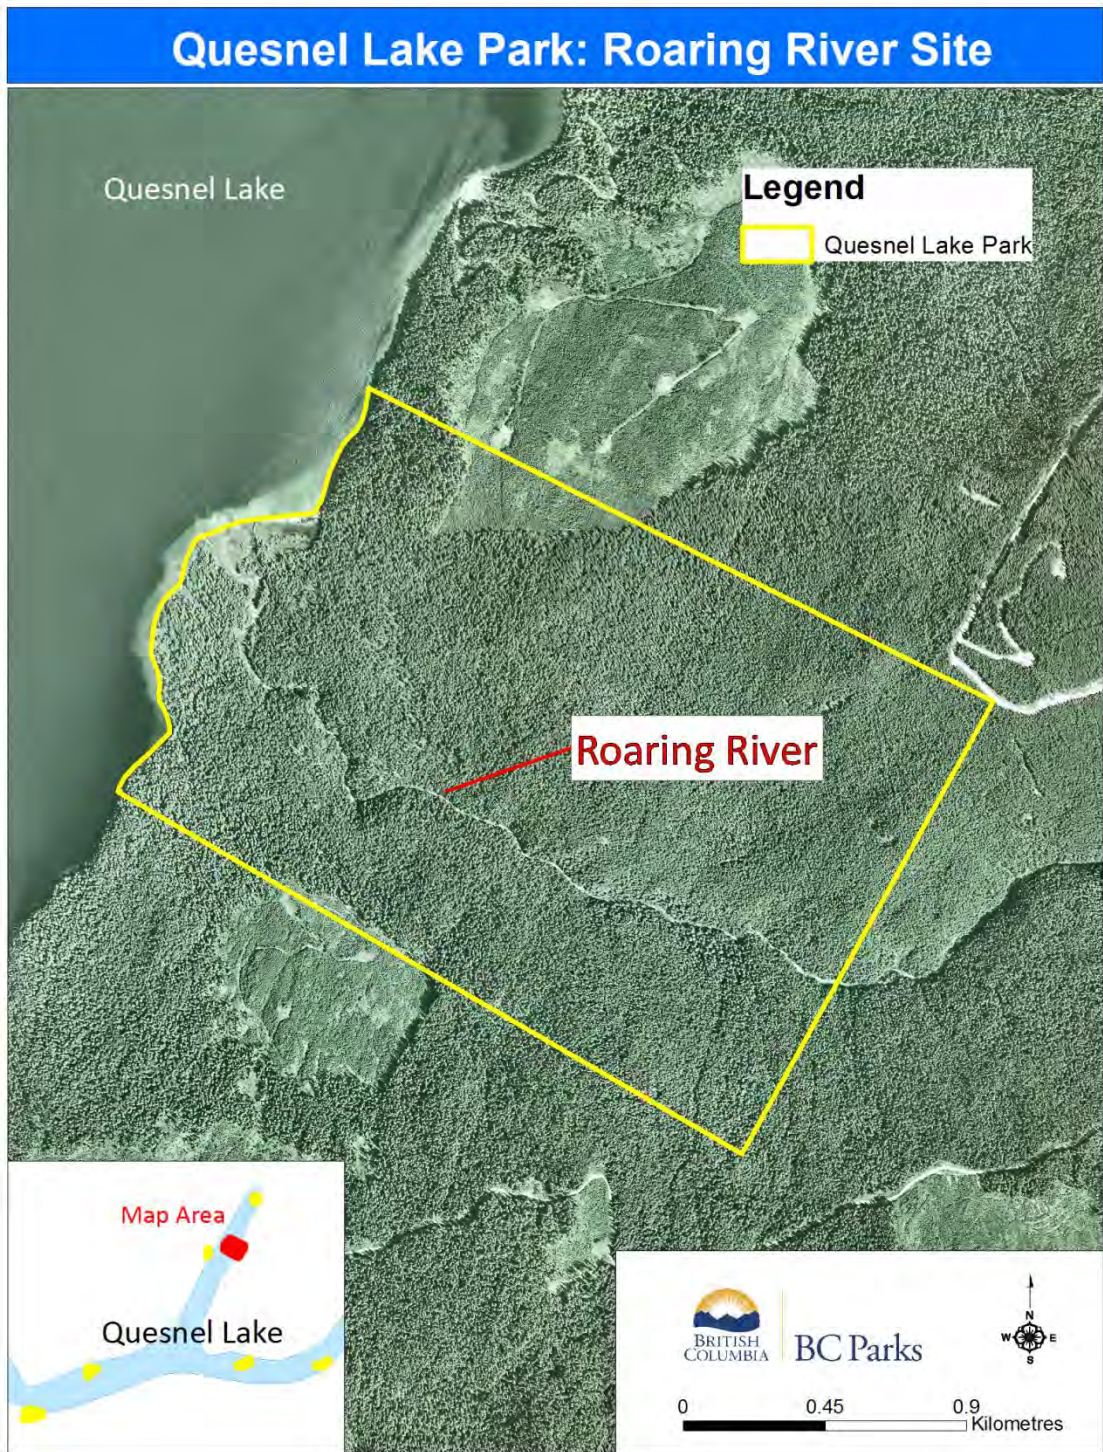 Quesnel Lake Park: Roaring River Site
Quesnel Lake
Legend
Quesnel Lake Park
Roaring River
Map Area
Quesnel Lake
BRITISH
COLUMBIA
BC Parks
N
W E
S
0 0.45 0.9
Kilometres